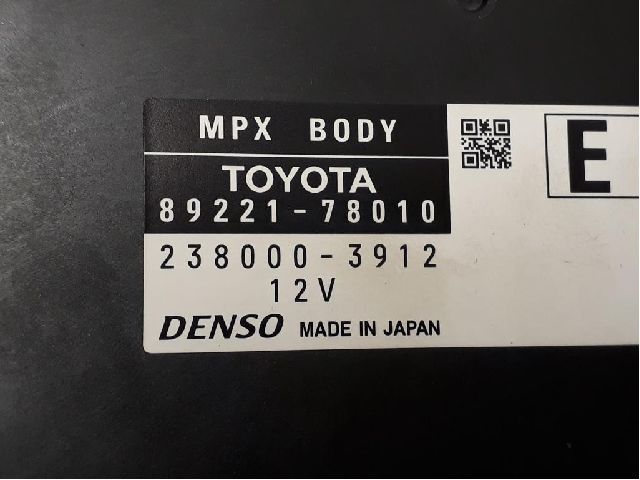 MPX BODY
E
TOYOTA
89221-78010
238000-3912
12V
DENSO MADE IN JAPAN